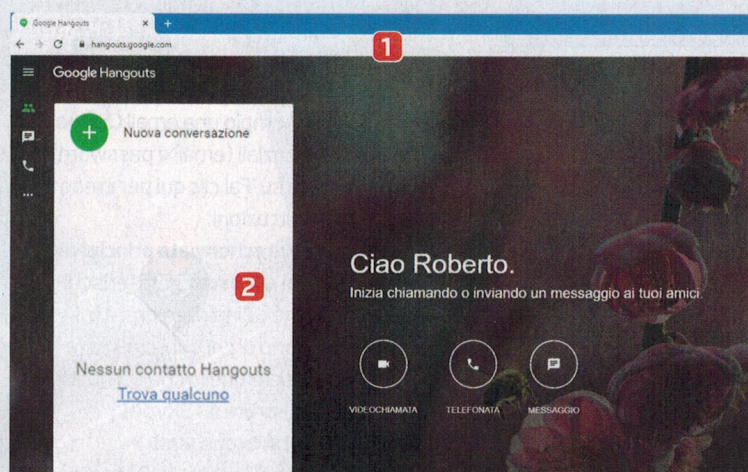 Google Hangouts
hangouts.google.com
1
Google Hangouts
Nuova conversazione
2
Nessun contatto Hangouts
Trova qualcuno
Ciao Roberto.
Inizia chiamando o inviando un messaggio ai tuoi amici.
VIDEOCHIAMATA
TELEFONATA
MESSAGGIO